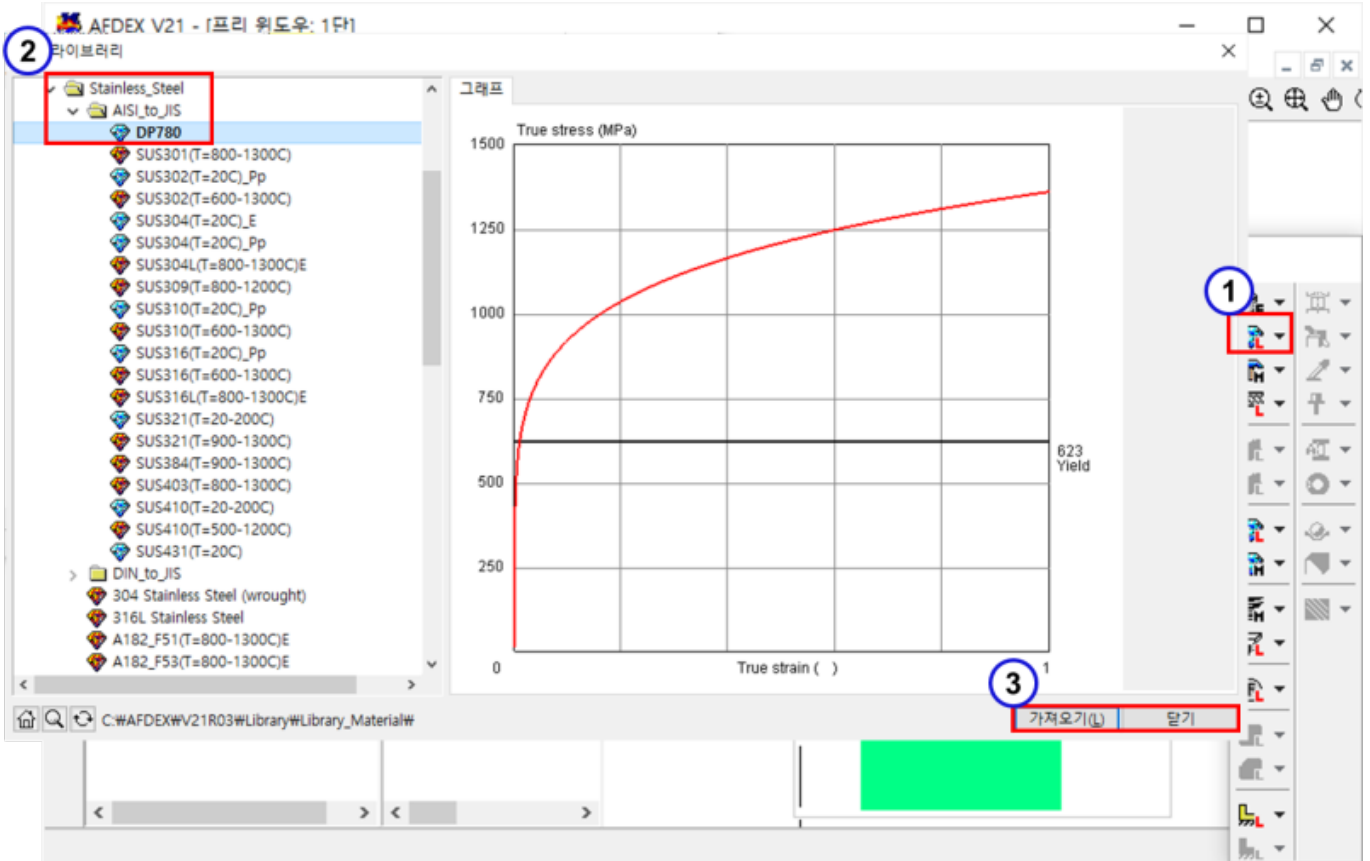 AFDEX V21 - [프리 윈도우: 1단]
2
라이브러리
Stainless_Steel
AISI_to_JIS
DP780
SUS301(T=800-1300C)
SUS302(T=20C)_Pp
SUS302(T=600-1300C)
SUS304(T=20C)_E
SUS304(T=20C)_Pp
SUS304L(T=800-1300C)E
SUS309(T=800-1200C)
SUS310(T=20C)_Pp
SUS310(T=600-1300C)
SUS316(T=20C)_Pp
SUS316(T=600-1300C)
SUS316L(T=800-1300C)E
SUS321(T=20-200C)
SUS321(T=900-1300C)
SUS384(T=900-1300C)
SUS403(T=800-1300C)
SUS410(T=20-200C)
SUS410(T=500-1200C)
SUS431(T=20C)
DIN_to_JIS
304 Stainless Steel (wrought)
316L Stainless Steel
A182_F51(T=800-1300C)E
A182_F53(T=800-1300C)E
C:₩AFDEX₩V21R03₩Library₩Library_Material₩
그래프
True stress (MPa)
1500
1250
1000
750
500
250
0
623
Yield
True strain ( )
1
3
가져오기(L)
닫기
1